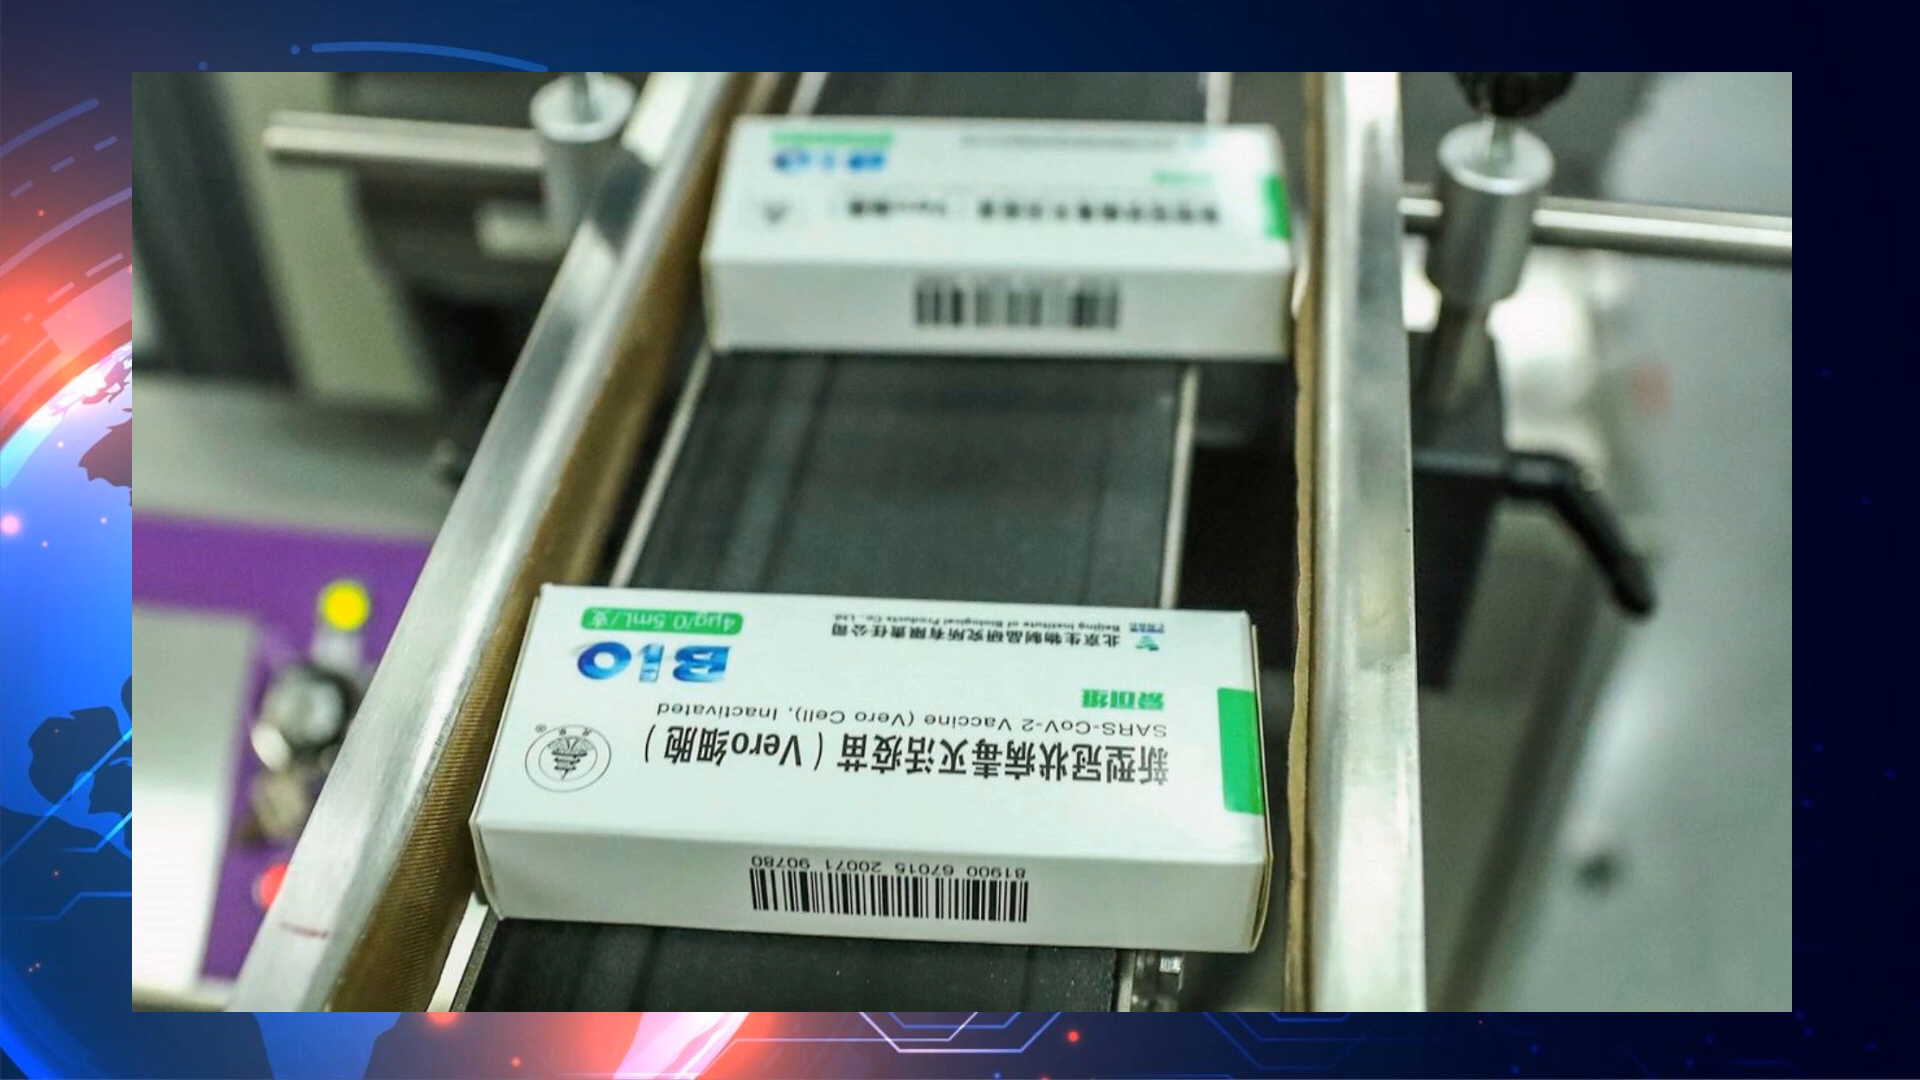 81900 67015 20071 90780
新型冠状病毒灭活疫苗（Vero细胞）
SARS-CoV-2 Vaccine (Vero Cell), Inactivated
BiO
北京生物制品研究所有限责任公司
Beijing Institute of Biological Products Co., Ltd.
4μg/0.5mL/支
BiO